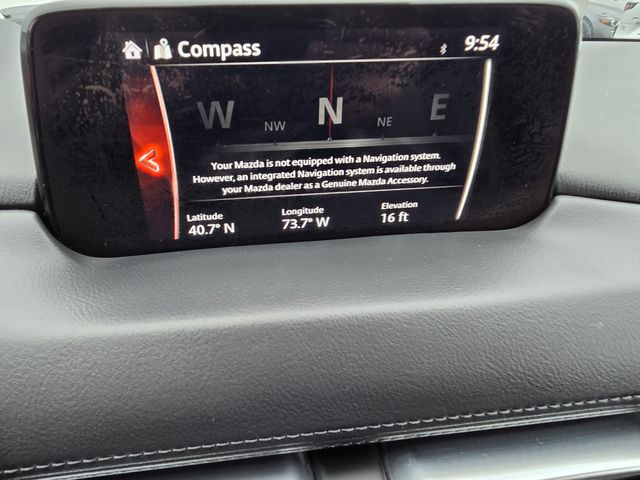 Compass
9:54
W NW N NE E
Your Mazda is not equipped with a Navigation system.
However, an integrated Navigation system is available through
your Mazda dealer as a Genuine Mazda Accessory.
Latitude Longitude Elevation
40.7° N 73.7° W 16 ft